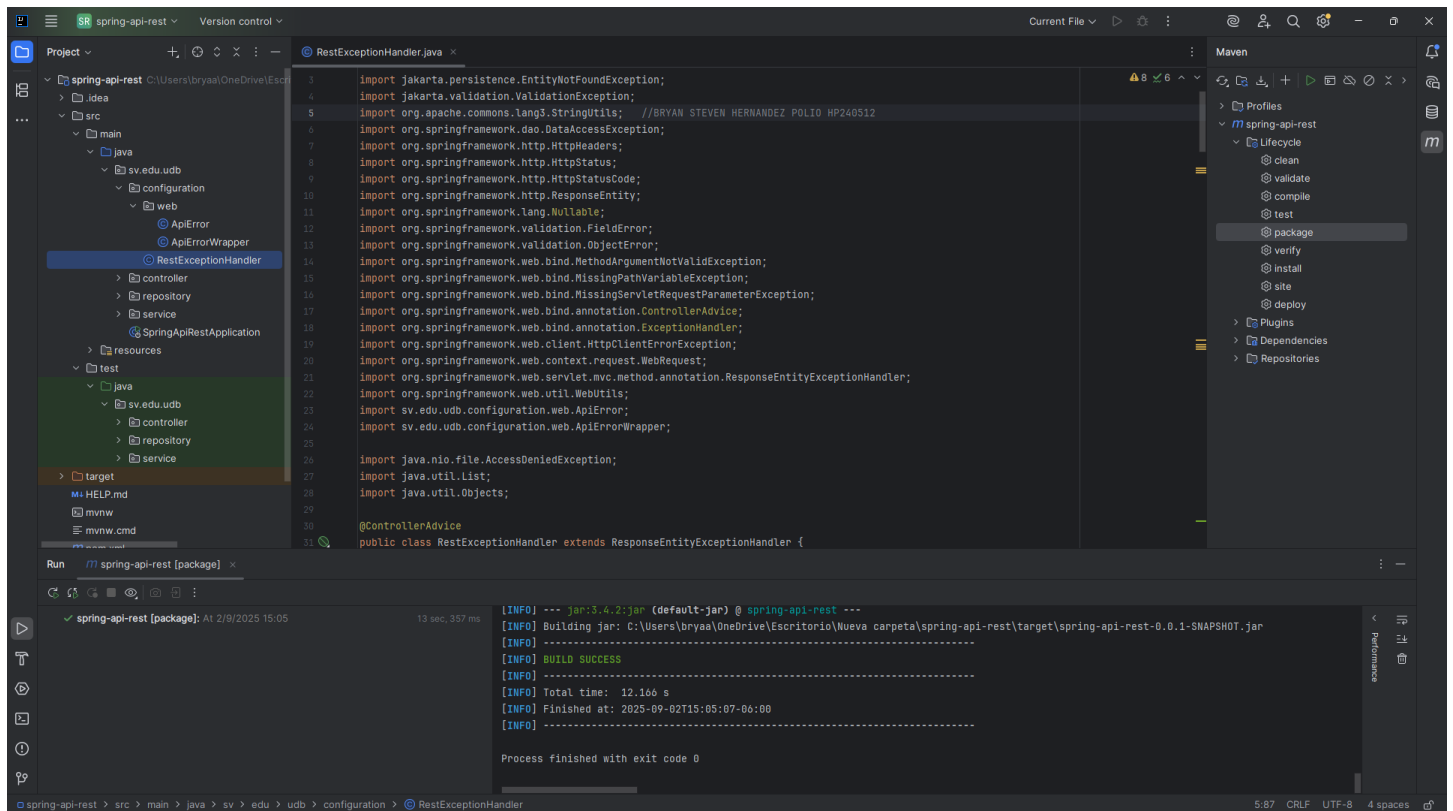 SR spring-api-rest Version control Current File
Project
RestExceptionHandler.java
Maven
spring-api-rest C:\Users\bryaa\OneDrive\Escri
.idea
src
main
java
sv.edu.udb
configuration
web
ApiError
ApiErrorWrapper
RestExceptionHandler
controller
repository
service
SpringApiRestApplication
resources
test
java
sv.edu.udb
controller
repository
service
target
HELP.md
mvnw
mvnw.cmd
3 import jakarta.persistence.EntityNotFoundException;
4 import jakarta.validation.ValidationException;
5 import org.apache.commons.lang3.StringUtils; //BRYAN STEVEN HERNANDEZ POLIO HP240512
6 import org.springframework.dao.DataAccessException;
7 import org.springframework.http.HttpHeaders;
8 import org.springframework.http.HttpStatus;
9 import org.springframework.http.HttpStatusCode;
10 import org.springframework.http.ResponseEntity;
11 import org.springframework.lang.Nullable;
12 import org.springframework.validation.FieldError;
13 import org.springframework.validation.ObjectError;
14 import org.springframework.web.bind.MethodArgumentNotValidException;
15 import org.springframework.web.bind.MissingPathVariableException;
16 import org.springframework.web.bind.MissingServletRequestParameterException;
17 import org.springframework.web.bind.annotation.ControllerAdvice;
18 import org.springframework.web.bind.annotation.ExceptionHandler;
19 import org.springframework.web.client.HttpClientErrorException;
20 import org.springframework.web.context.request.WebRequest;
21 import org.springframework.web.servlet.mvc.method.annotation.ResponseEntityExceptionHandler;
22 import org.springframework.web.util.WebUtils;
23 import sv.edu.udb.configuration.web.ApiError;
24 import sv.edu.udb.configuration.web.ApiErrorWrapper;
25
26 import java.nio.file.AccessDeniedException;
27 import java.util.List;
28 import java.util.Objects;
29
30 @ControllerAdvice
31 public class RestExceptionHandler extends ResponseEntityExceptionHandler {
8 6
Profiles
spring-api-rest
Lifecycle
clean
validate
compile
test
package
verify
install
site
deploy
Plugins
Dependencies
Repositories
Run spring-api-rest [package]
spring-api-rest [package]: At 2/9/2025 15:05 13 sec, 357 ms
[INFO] --- jar:3.4.2:jar (default-jar) @ spring-api-rest ---
[INFO] Building jar: C:\Users\bryaa\OneDrive\Escritorio\Nueva carpeta\spring-api-rest\target\spring-api-rest-0.0.1-SNAPSHOT.jar
[INFO] ------------------------------------------------------------------------
[INFO] BUILD SUCCESS
[INFO] ------------------------------------------------------------------------
[INFO] Total time:  12.166 s
[INFO] Finished at: 2025-09-02T15:05:07-06:00
[INFO] ------------------------------------------------------------------------
Process finished with exit code 0
Performance
spring-api-rest > src > main > java > sv > edu > udb > configuration > RestExceptionHandler 5:87 CRLF UTF-8 4 spaces